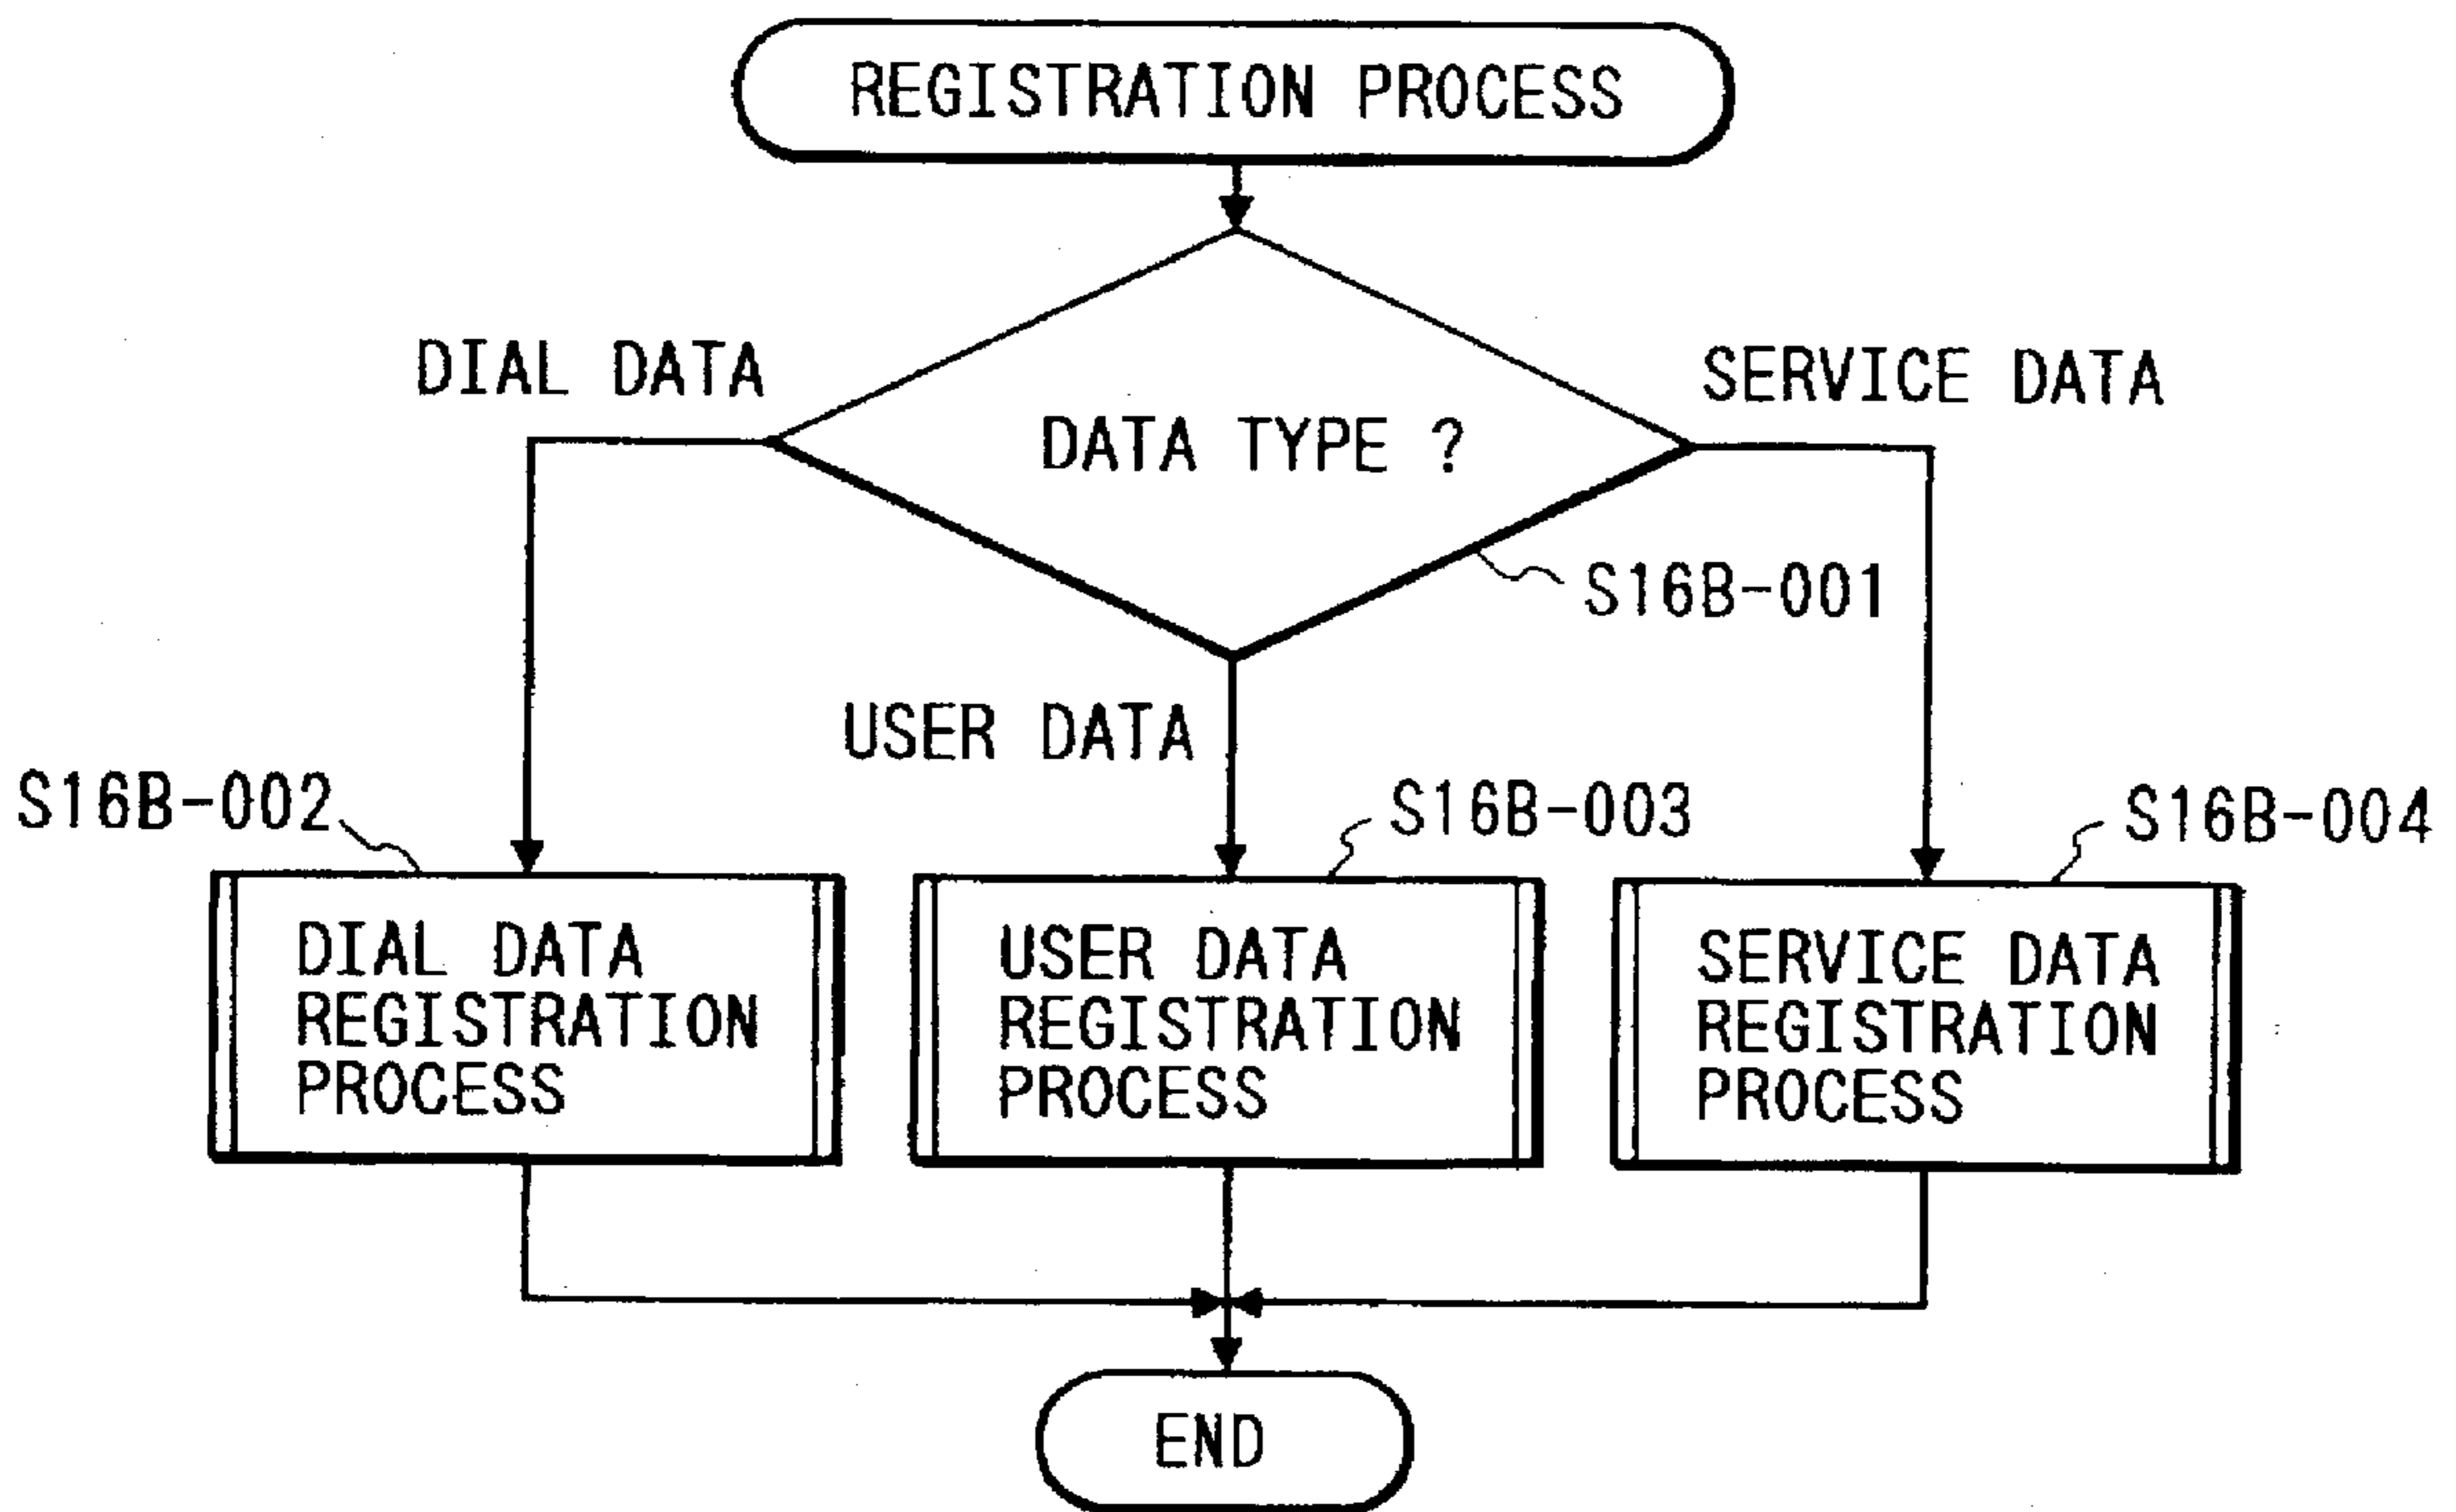 REGISTRATION PROCESS
DIAL DATA
SERVICE DATA
DATA TYPE ?
S16B-001
USER DATA
S16B-002
S16B-003
S16B-004
DIAL DATA
REGISTRATION
PROCESS
USER DATA
REGISTRATION
PROCESS
SERVICE DATA
REGISTRATION
PROCESS
END